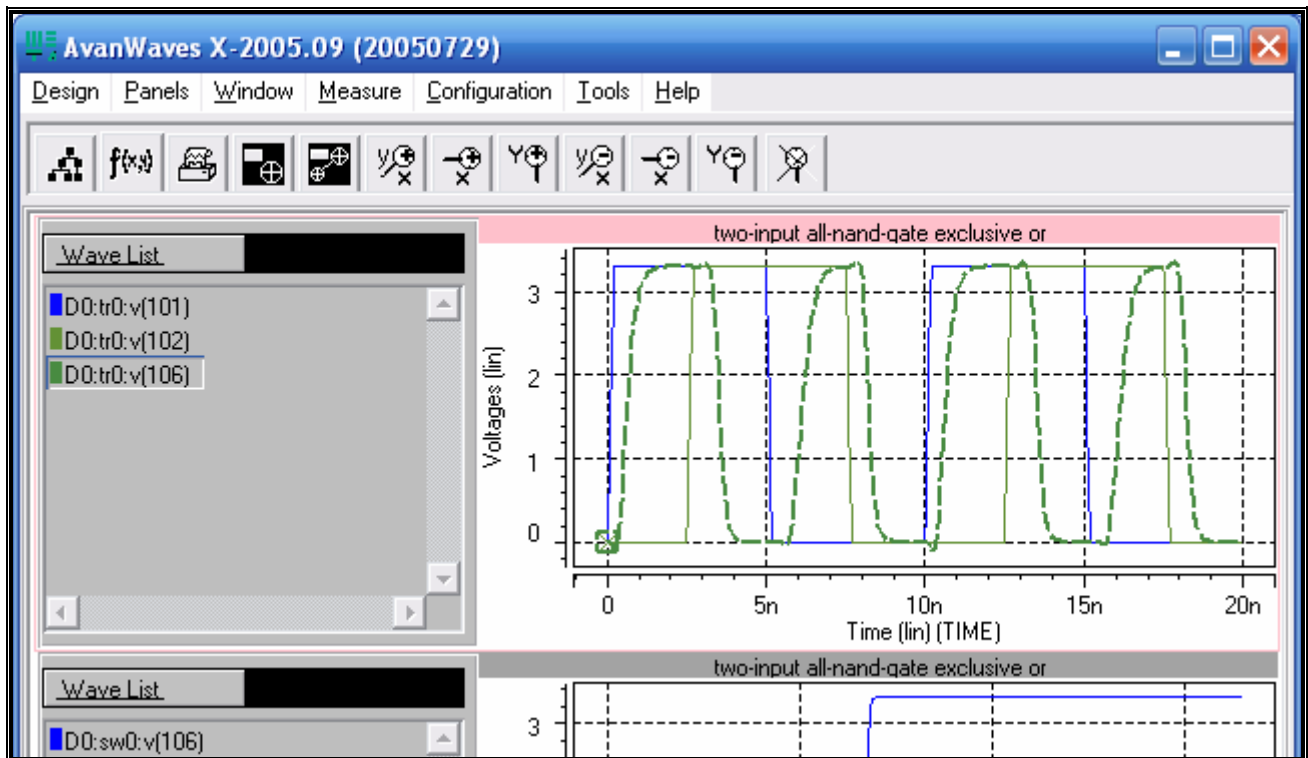 AvanWaves X-2005.09 (20050729)
Design Panels Window Measure Configuration Tools Help
f(x,y)
y x
x
Y
y x
x
Y
Wave List
D0:tr0:v(101)
D0:tr0:v(102)
D0:tr0:v(106)
two-input all-nand-gate exclusive or
Voltages (lin)
3
2
1
0
0 5n 10n 15n 20n
Time (lin) (TIME)
Wave List
D0:sw0:v(106)
two-input all-nand-gate exclusive or
3